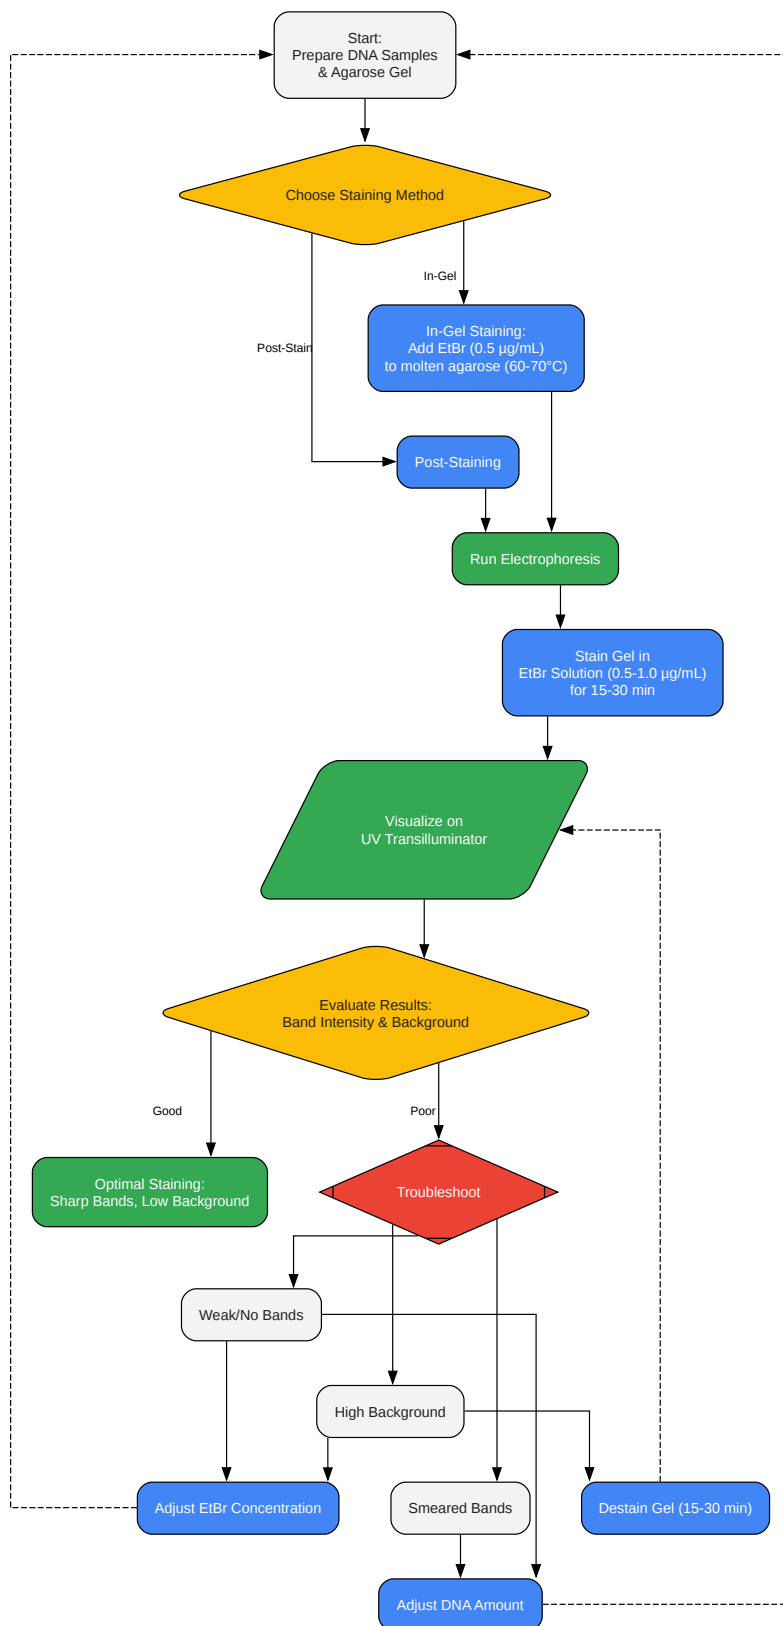 Start:
Prepare DNA Samples
& Agarose Gel
Choose Staining Method
In-Gel
In-Gel Staining:
Add EtBr (0.5 µg/mL)
to molten agarose (60-70°C)
Post-Stain
Post-Staining
Run Electrophoresis
Stain Gel in
EtBr Solution (0.5-1.0 µg/mL)
for 15-30 min
Visualize on
UV Transilluminator
Evaluate Results:
Band Intensity & Background
Good
Poor
Optimal Staining:
Sharp Bands, Low Background
Troubleshoot
Weak/No Bands
High Background
Adjust EtBr Concentration
Smeared Bands
Destain Gel (15-30 min)
Adjust DNA Amount